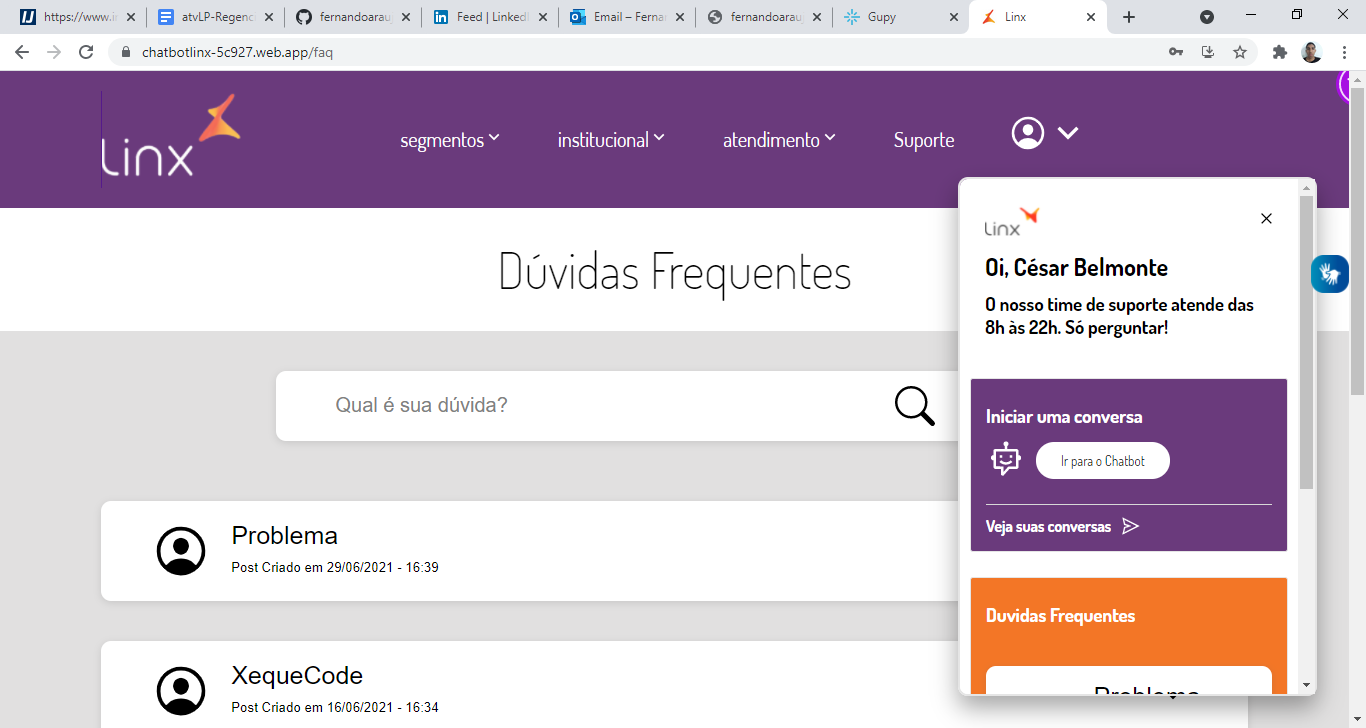 https://www.i
atvLP-Regenc
fernandoarau
Feed | LinkedI
Email – Ferna
fernandoarau
Gupy
Linx
chatbotlinx-5c927.web.app/faq
Linx
segmentos
institucional
atendimento
Suporte
Dúvidas Frequentes
Qual é sua dúvida?
Problema
Post Criado em 29/06/2021 - 16:39
XequeCode
Post Criado em 16/06/2021 - 16:34
Linx
Oi, César Belmonte
O nosso time de suporte atende das
8h às 22h. Só perguntar!
Iniciar uma conversa
Ir para o Chatbot
Veja suas conversas
Duvidas Frequentes
Problema